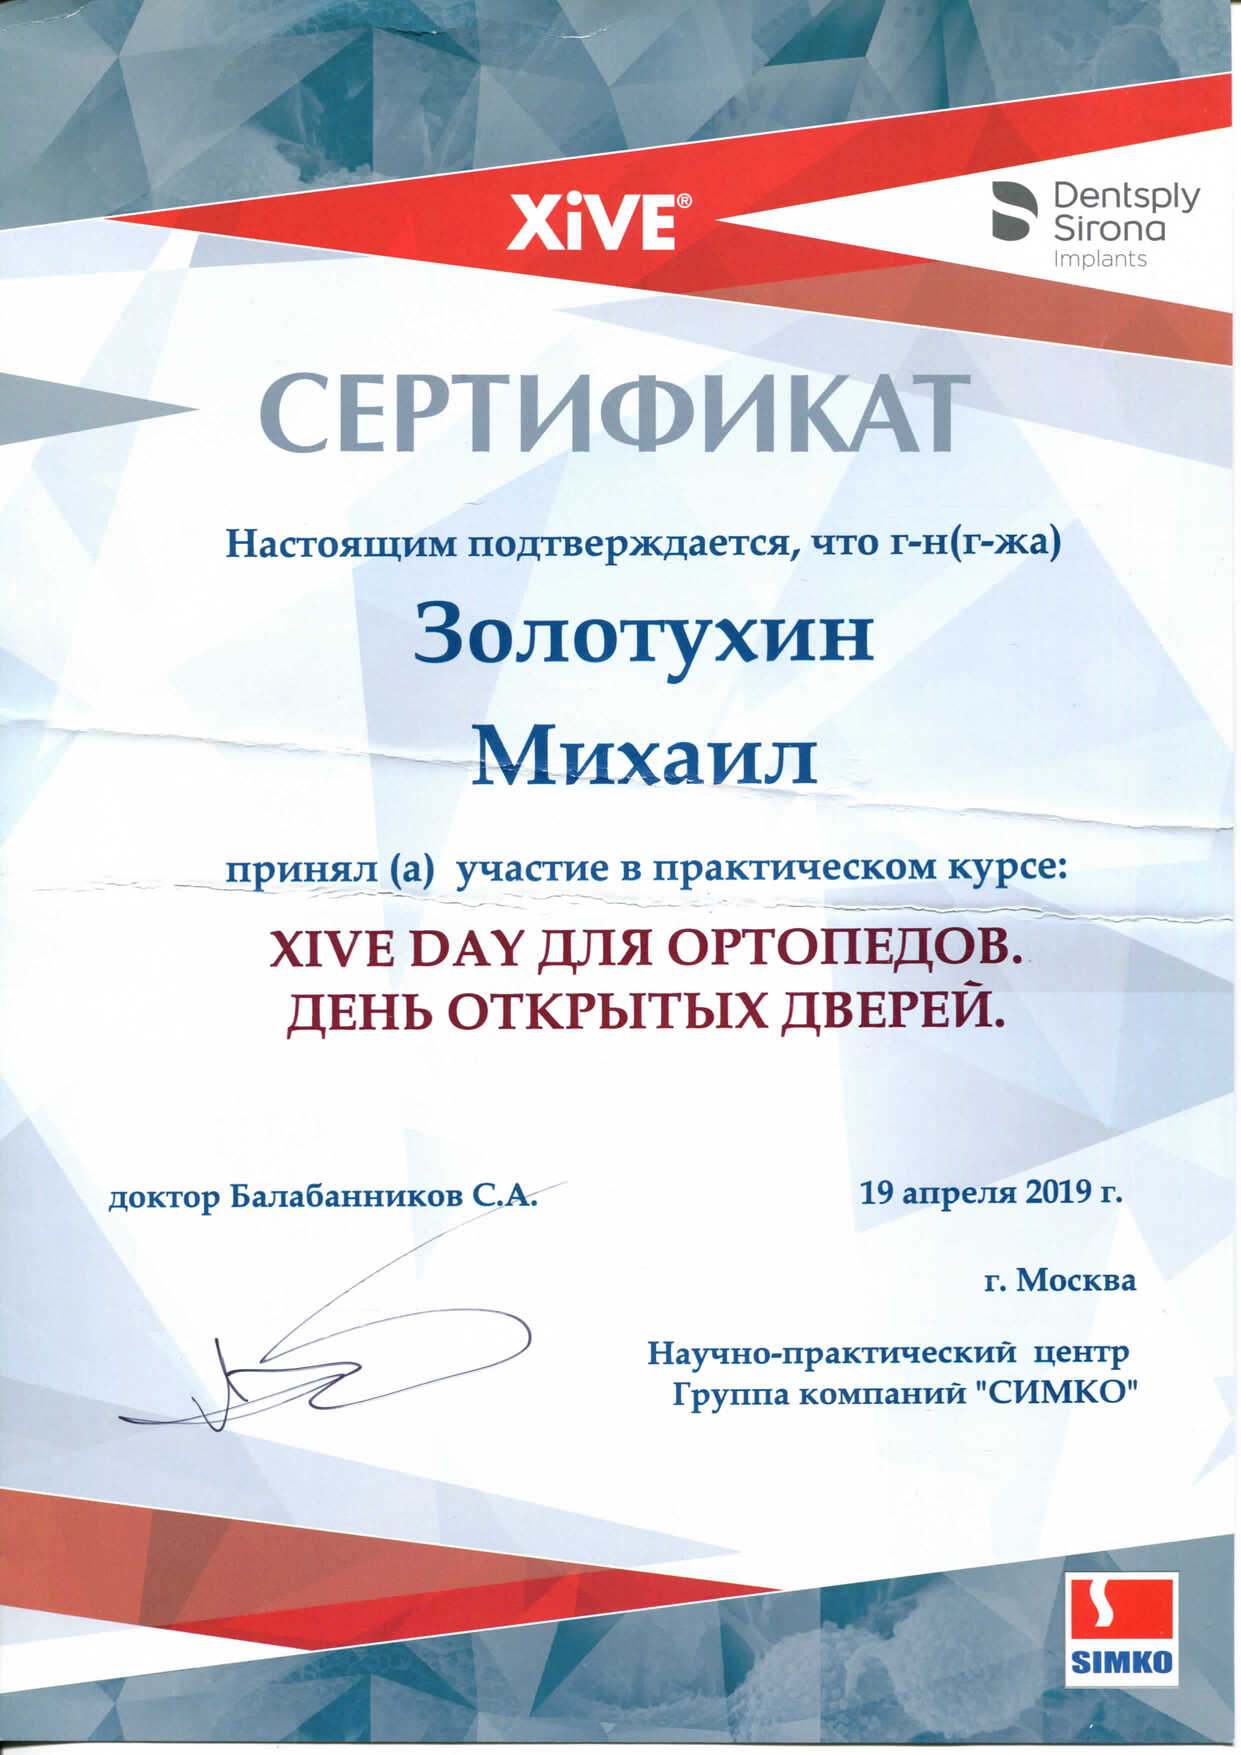 XiVE®
Dentsply
Sirona
Implants
СЕРТИФИКАТ
Настоящим подтверждается, что г-н(г-жа)
Золотухин
Михаил
принял (а) участие в практическом курсе:
XIVE DAY ДЛЯ ОРТОПЕДОВ.
ДЕНЬ ОТКРЫТЫХ ДВЕРЕЙ.
доктор Балабанников С.А.
19 апреля 2019 г.
г. Москва
Научно-практический центр
Группа компаний "СИМКО"
SIMKO